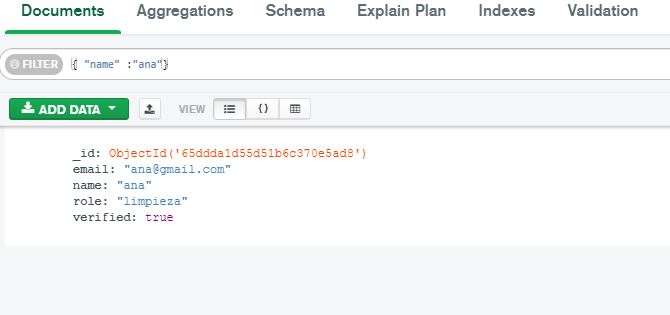 Documents Aggregations Schema Explain Plan Indexes Validation
FILTER { "name" :"ana"}
ADD DATA VIEW {}
_id: ObjectId('65ddda1d55d51b6c370e5ad8')
email: "ana@gmail.com"
name: "ana"
role: "limpieza"
verified: true